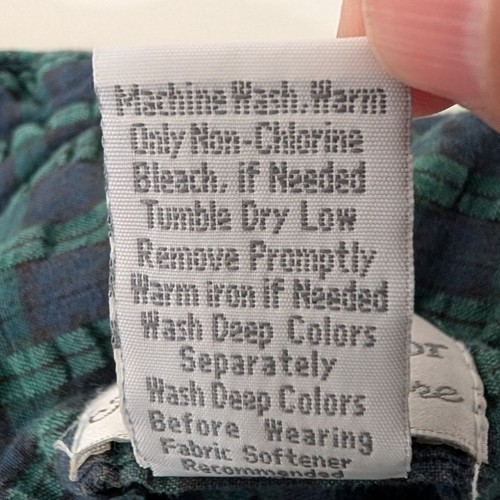 Machine Wash, Warm
Only Non-Chlorine
Bleach, if Needed
Tumble Dry Low
Remove Promptly
Warm iron if Needed
Wash Deep Colors
Separately
Wash Deep Colors
Before Wearing
Fabric Softener
Recommended